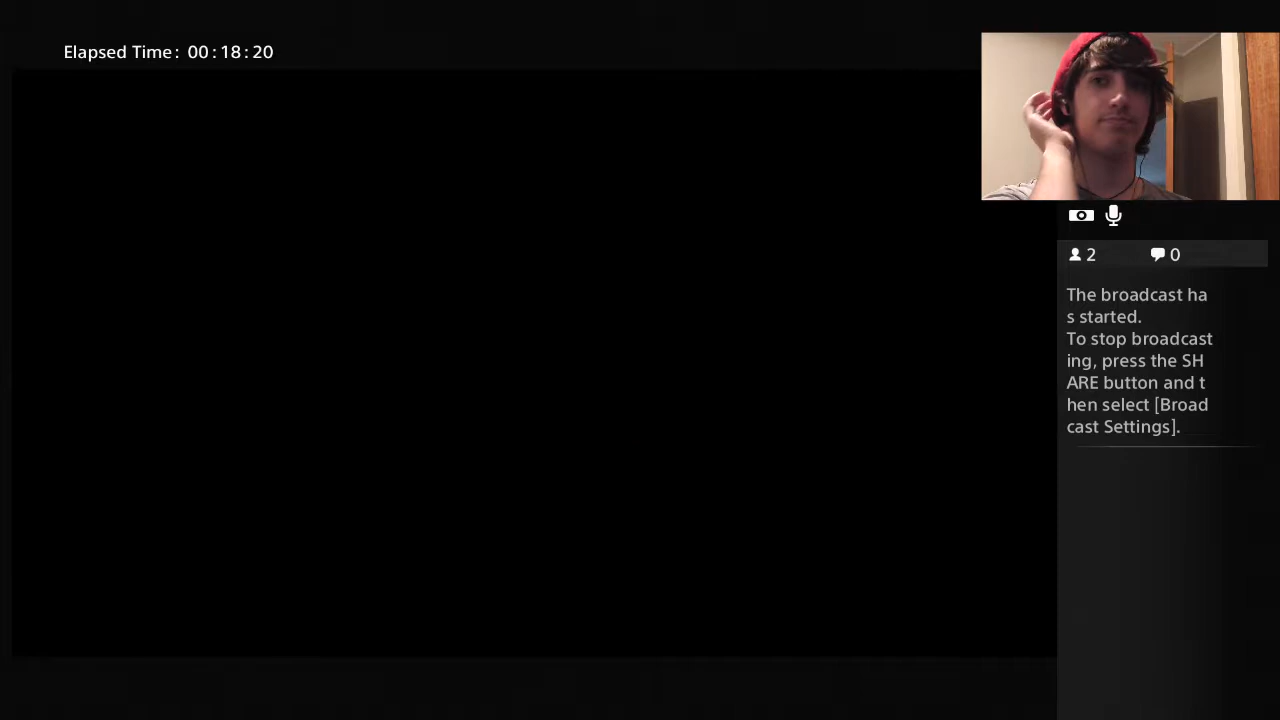 Elapsed Time: 00:18:20
2 0
The broadcast ha
s started.
To stop broadcast
ing, press the SH
ARE button and t
hen select [Broad
cast Settings].